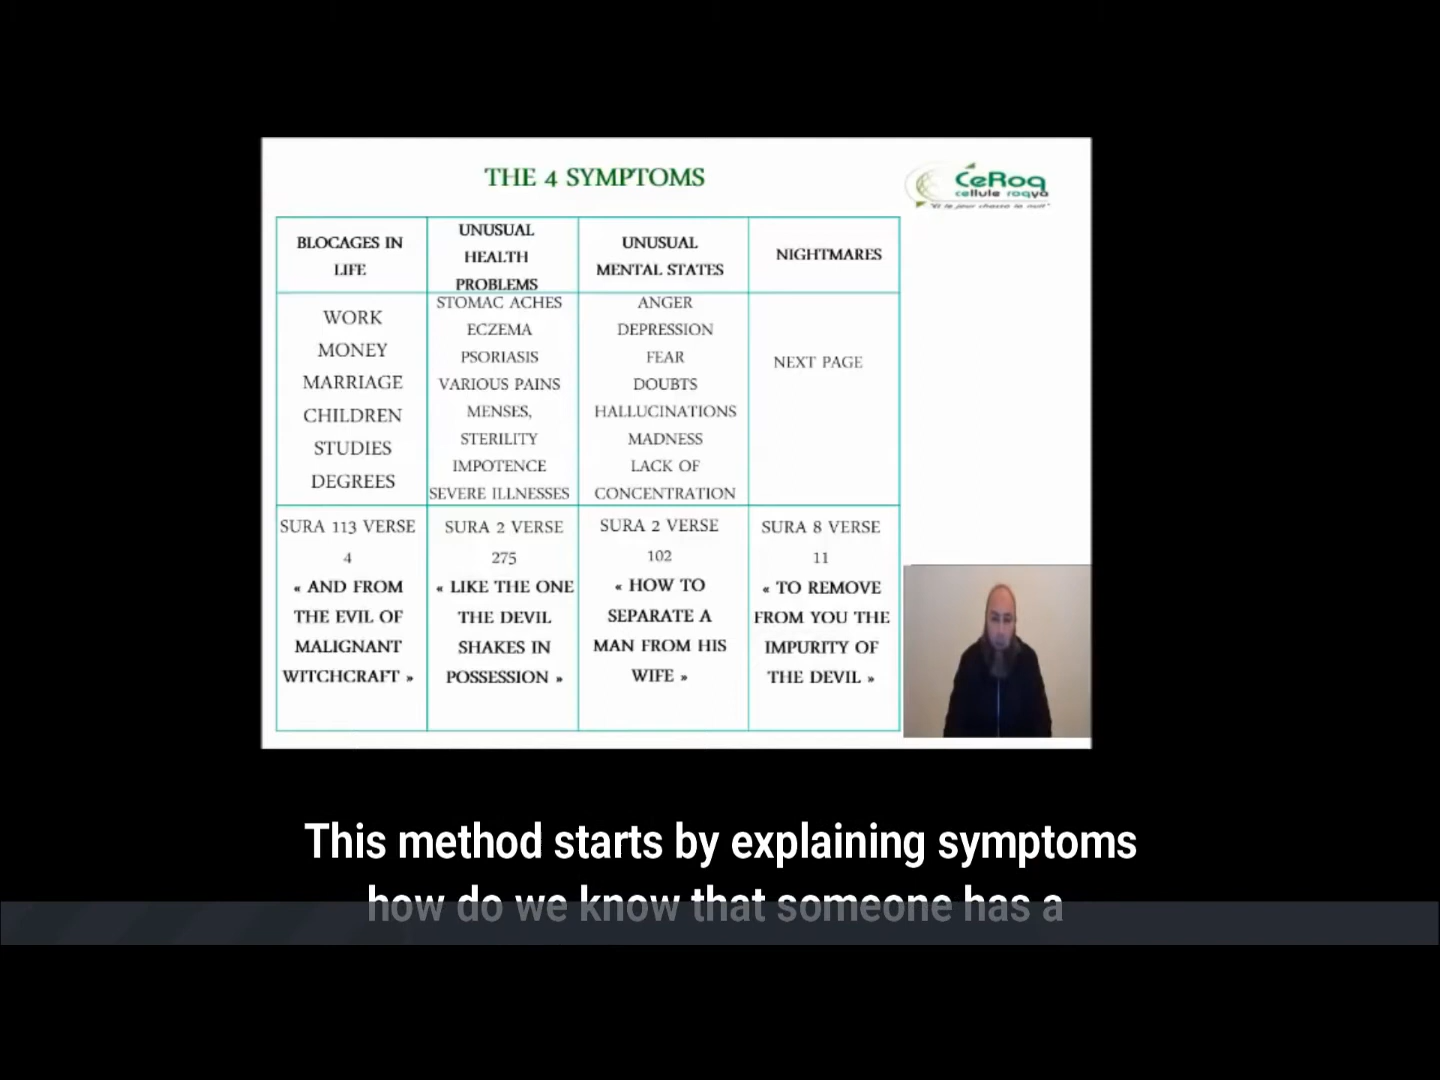 THE 4 SYMPTOMS
CeRoq
cellule roqya
BLOCAGES IN
LIFE
UNUSUAL
HEALTH
PROBLEMS
UNUSUAL
MENTAL STATES
NIGHTMARES
WORK
MONEY
MARRIAGE
CHILDREN
STUDIES
DEGREES
STOMAC ACHES
ECZEMA
PSORIASIS
VARIOUS PAINS
MENSES,
STERILITY
IMPOTENCE
SEVERE ILLNESSES
ANGER
DEPRESSION
FEAR
DOUBTS
HALLUCINATIONS
MADNESS
LACK OF
CONCENTRATION
NEXT PAGE
SURA 113 VERSE
4
« AND FROM
THE EVIL OF
MALIGNANT
WITCHCRAFT »
SURA 2 VERSE
275
« LIKE THE ONE
THE DEVIL
SHAKES IN
POSSESSION »
SURA 2 VERSE
102
« HOW TO
SEPARATE A
MAN FROM HIS
WIFE »
SURA 8 VERSE
11
« TO REMOVE
FROM YOU THE
IMPURITY OF
THE DEVIL »
This method starts by explaining symptoms
how do we know that someone has a